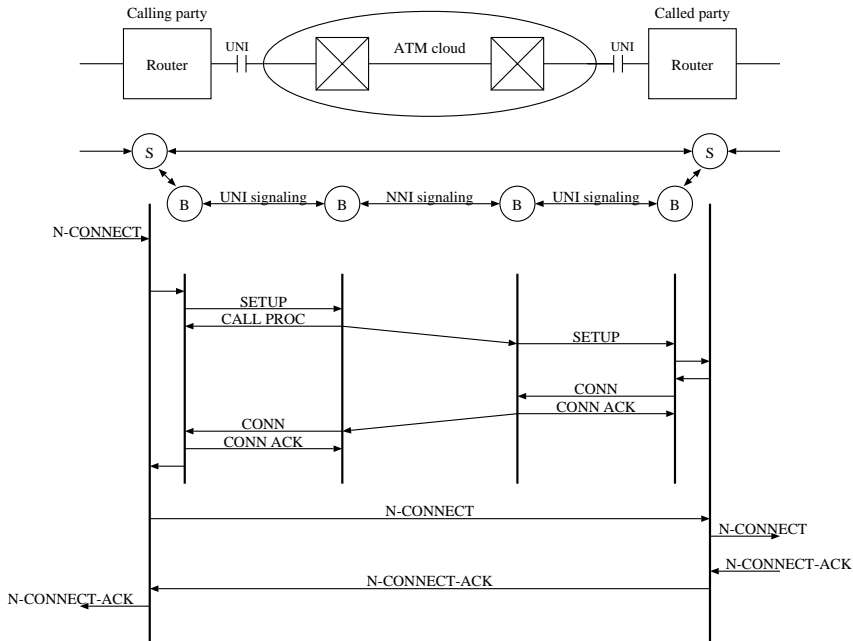 Calling party
Called party
UNI
ATM cloud
UNI
Router
Router
S
S
B
UNI signaling
B
NNI signaling
B
UNI signaling
B
N-CONNECT
SETUP
CALL PROC
SETUP
CONN
CONN ACK
CONN
CONN ACK
N-CONNECT
N-CONNECT
N-CONNECT-ACK
N-CONNECT-ACK
N-CONNECT-ACK